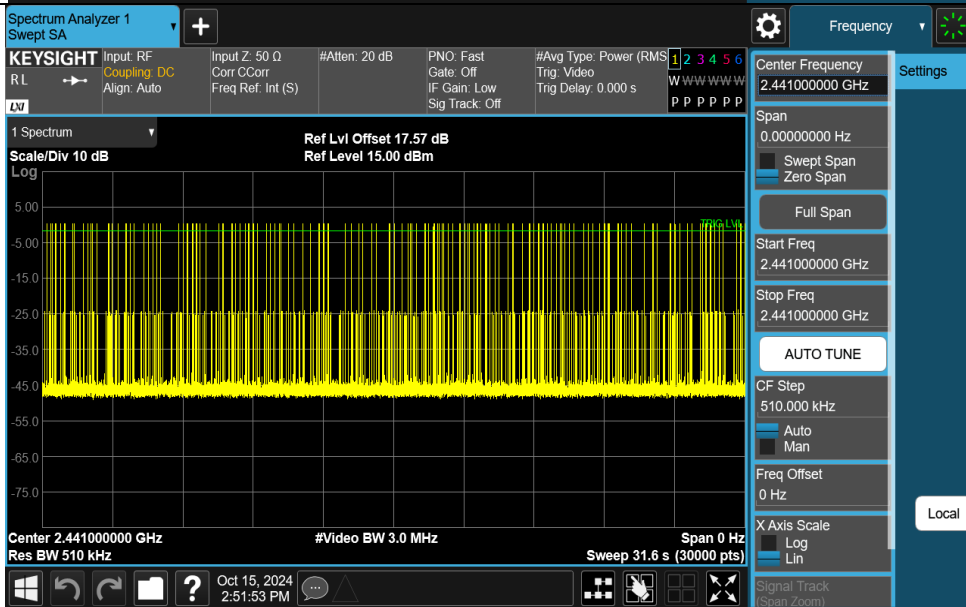 Spectrum Analyzer 1
Swept SA
Frequency
KEYSIGHT
RL
LXI
Input: RF
Coupling: DC
Align: Auto
Input Z: 50 Ω
Corr CCorr
Freq Ref: Int (S)
#Atten: 20 dB
PNO: Fast
Gate: Off
IF Gain: Low
Sig Track: Off
#Avg Type: Power (RMS
Trig: Video
Trig Delay: 0.000 s
1 2 3 4 5 6
W W W W W W
P P P P P P
1 Spectrum
Scale/Div 10 dB
Log
Ref Lvl Offset 17.57 dB
Ref Level 15.00 dBm
TRIG LVL
5.00
-5.00
-15.0
-25.0
-35.0
-45.0
-55.0
-65.0
-75.0
Center 2.441000000 GHz
Res BW 510 kHz
#Video BW 3.0 MHz
Span 0 Hz
Sweep 31.6 s (30000 pts)
Oct 15, 2024
2:51:53 PM
Center Frequency
2.441000000 GHz
Span
0.00000000 Hz
Swept Span
Zero Span
Full Span
Start Freq
2.441000000 GHz
Stop Freq
2.441000000 GHz
AUTO TUNE
CF Step
510.000 kHz
Auto
Man
Freq Offset
0 Hz
X Axis Scale
Log
Lin
Signal Track
(Span Zoom)
Settings
Local